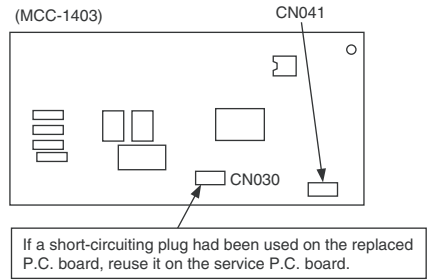 (MCC-1403)
CN041
CN030
If a short-circuiting plug had been used on the replaced
P.C. board, reuse it on the service P.C. board.